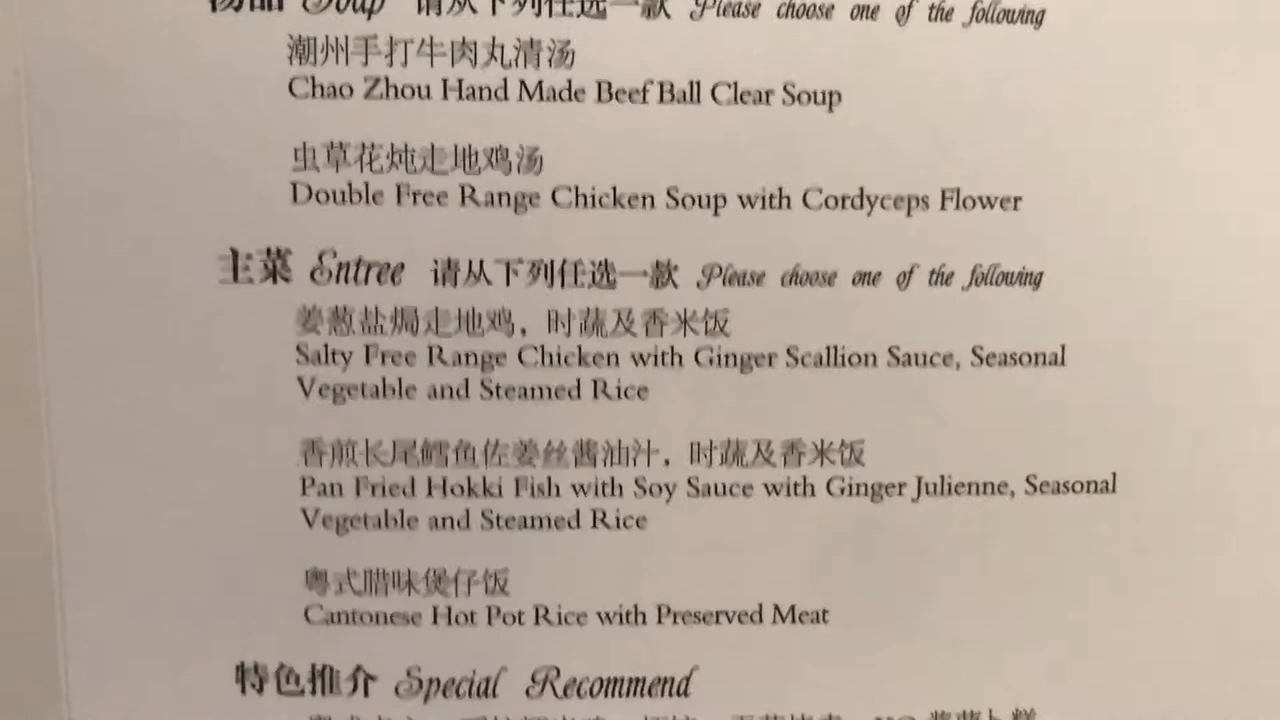 汤品 Soup 请从下列任选一款 Please choose one of the following
潮州手打牛肉丸清汤
Chao Zhou Hand Made Beef Ball Clear Soup
虫草花炖走地鸡汤
Double Free Range Chicken Soup with Cordyceps Flower
主菜 Entree 请从下列任选一款 Please choose one of the following
姜葱盐焗走地鸡，时蔬及香米饭
Salty Free Range Chicken with Ginger Scallion Sauce, Seasonal
Vegetable and Steamed Rice
香煎长尾鳕鱼佐姜丝酱油汁，时蔬及香米饭
Pan Fried Hokki Fish with Soy Sauce with Ginger Julienne, Seasonal
Vegetable and Steamed Rice
粤式腊味煲仔饭
Cantonese Hot Pot Rice with Preserved Meat
特色推介 Special Recommend